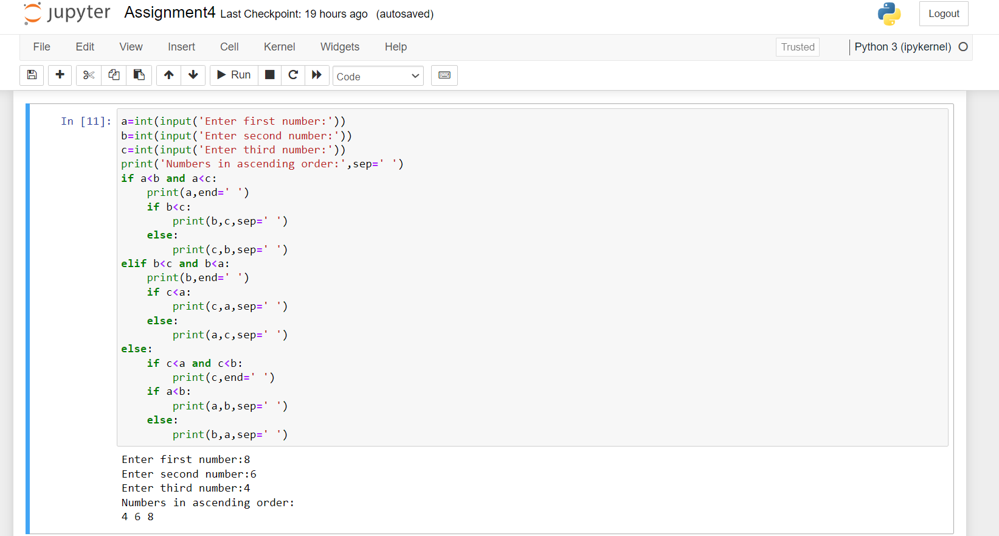 jupyter Assignment4 Last Checkpoint: 19 hours ago (autosaved) Logout
File Edit View Insert Cell Kernel Widgets Help Trusted Python 3 (ipykernel)
Run Code
In [11]: a=int(input('Enter first number:'))
b=int(input('Enter second number:'))
c=int(input('Enter third number:'))
print('Numbers in ascending order:',sep=' ')
if a<b and a<c:
    print(a,end=' ')
    if b<c:
        print(b,c,sep=' ')
    else:
        print(c,b,sep=' ')
elif b<c and b<a:
    print(b,end=' ')
    if c<a:
        print(c,a,sep=' ')
    else:
        print(a,c,sep=' ')
else:
    if c<a and c<b:
        print(c,end=' ')
    if a<b:
        print(a,b,sep=' ')
    else:
        print(b,a,sep=' ')
Enter first number:8
Enter second number:6
Enter third number:4
Numbers in ascending order:
4 6 8